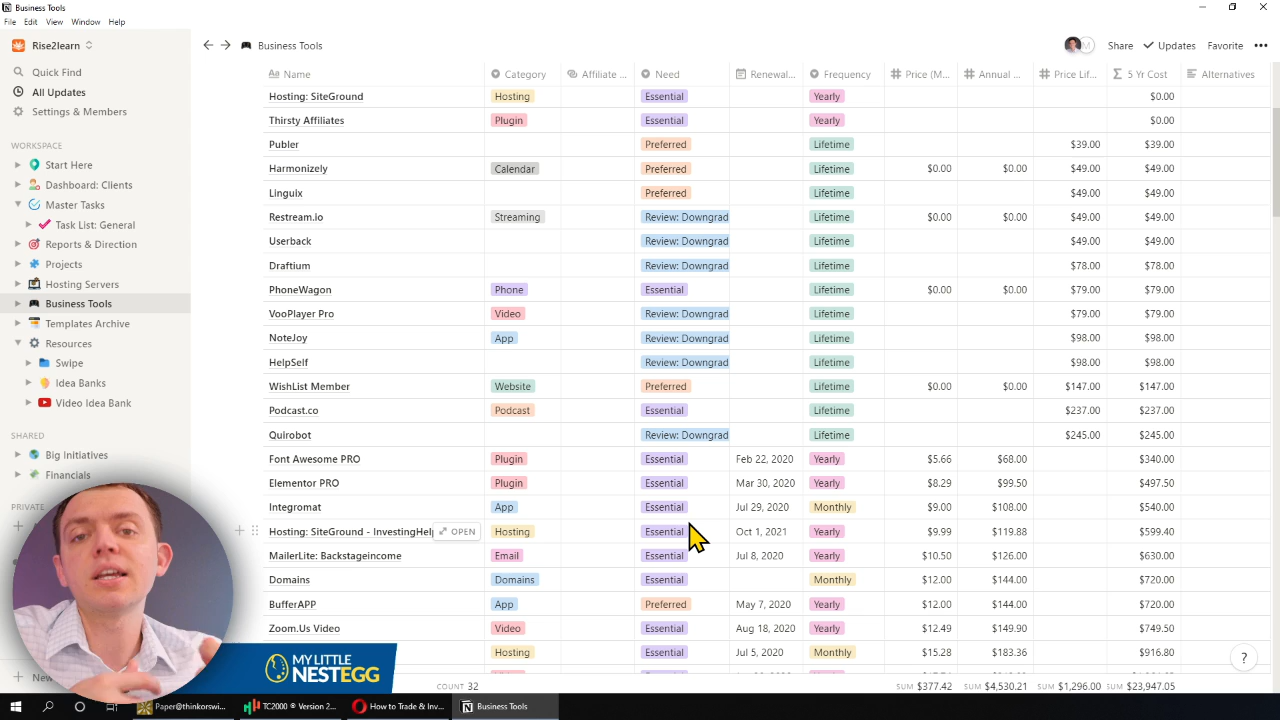 Business Tools
File Edit View Window Help
Rise2learn
Quick Find
All Updates
Settings & Members
WORKSPACE
Start Here
Dashboard: Clients
Master Tasks
Task List: General
Reports & Direction
Projects
Hosting Servers
Business Tools
Templates Archive
Resources
Swipe
Idea Banks
Video Idea Bank
SHARED
Big Initiatives
Financials
PRIVATE
New
Business Tools
M Share Updates Favorite
Name Category Affiliate ... Need Renewal... Frequency Price (M... Annual ... Price Lif... 5 Yr Cost Alternatives
Hosting: SiteGround Hosting Essential Yearly $0.00
Thirsty Affiliates Plugin Essential Yearly $0.00
Publer Preferred Lifetime $39.00 $39.00
Harmonizely Calendar Preferred Lifetime $0.00 $0.00 $49.00 $49.00
Linguix Preferred Lifetime $49.00 $49.00
Restream.io Streaming Review: Downgrad Lifetime $0.00 $0.00 $49.00 $49.00
Userback Review: Downgrad Lifetime $49.00 $49.00
Draftium Review: Downgrad Lifetime $78.00 $78.00
PhoneWagon Phone Essential Lifetime $0.00 $0.00 $79.00 $79.00
VooPlayer Pro Video Review: Downgrad Lifetime $79.00 $79.00
NoteJoy App Review: Downgrad Lifetime $98.00 $98.00
HelpSelf Review: Downgrad Lifetime $98.00 $98.00
WishList Member Website Preferred Lifetime $0.00 $0.00 $147.00 $147.00
Podcast.co Podcast Essential Lifetime $237.00 $237.00
Quirobot Review: Downgrad Lifetime $245.00 $245.00
Font Awesome PRO Plugin Essential Feb 22, 2020 Yearly $5.66 $68.00 $340.00
Elementor PRO Plugin Essential Mar 30, 2020 Yearly $8.29 $99.50 $497.50
Integromat App Essential Jul 29, 2020 Monthly $9.00 $108.00 $540.00
Hosting: SiteGround - InvestingHel OPEN Hosting Essential Oct 1, 2021 Yearly $9.99 $119.88 $599.40
MailerLite: Backstageincome Email Essential Jul 8, 2020 Yearly $10.50 $126.00 $630.00
Domains Domains Essential Monthly $12.00 $144.00 $720.00
BufferAPP App Preferred May 7, 2020 Yearly $12.00 $144.00 $720.00
Zoom.Us Video Video Essential Aug 18, 2020 Yearly $12.49 $149.90 $749.50
Hosting Essential Jul 5, 2020 Monthly $15.28 $183.36 $916.80
COUNT 32 SUM $377.42 SUM $4,530.21 SUM $1,296.00 SUM $23,947.05
?
MY LITTLE
NESTEGG
Paper@thinkorswi... TC2000 ® Version 2... How to Trade & Inv... Business Tools